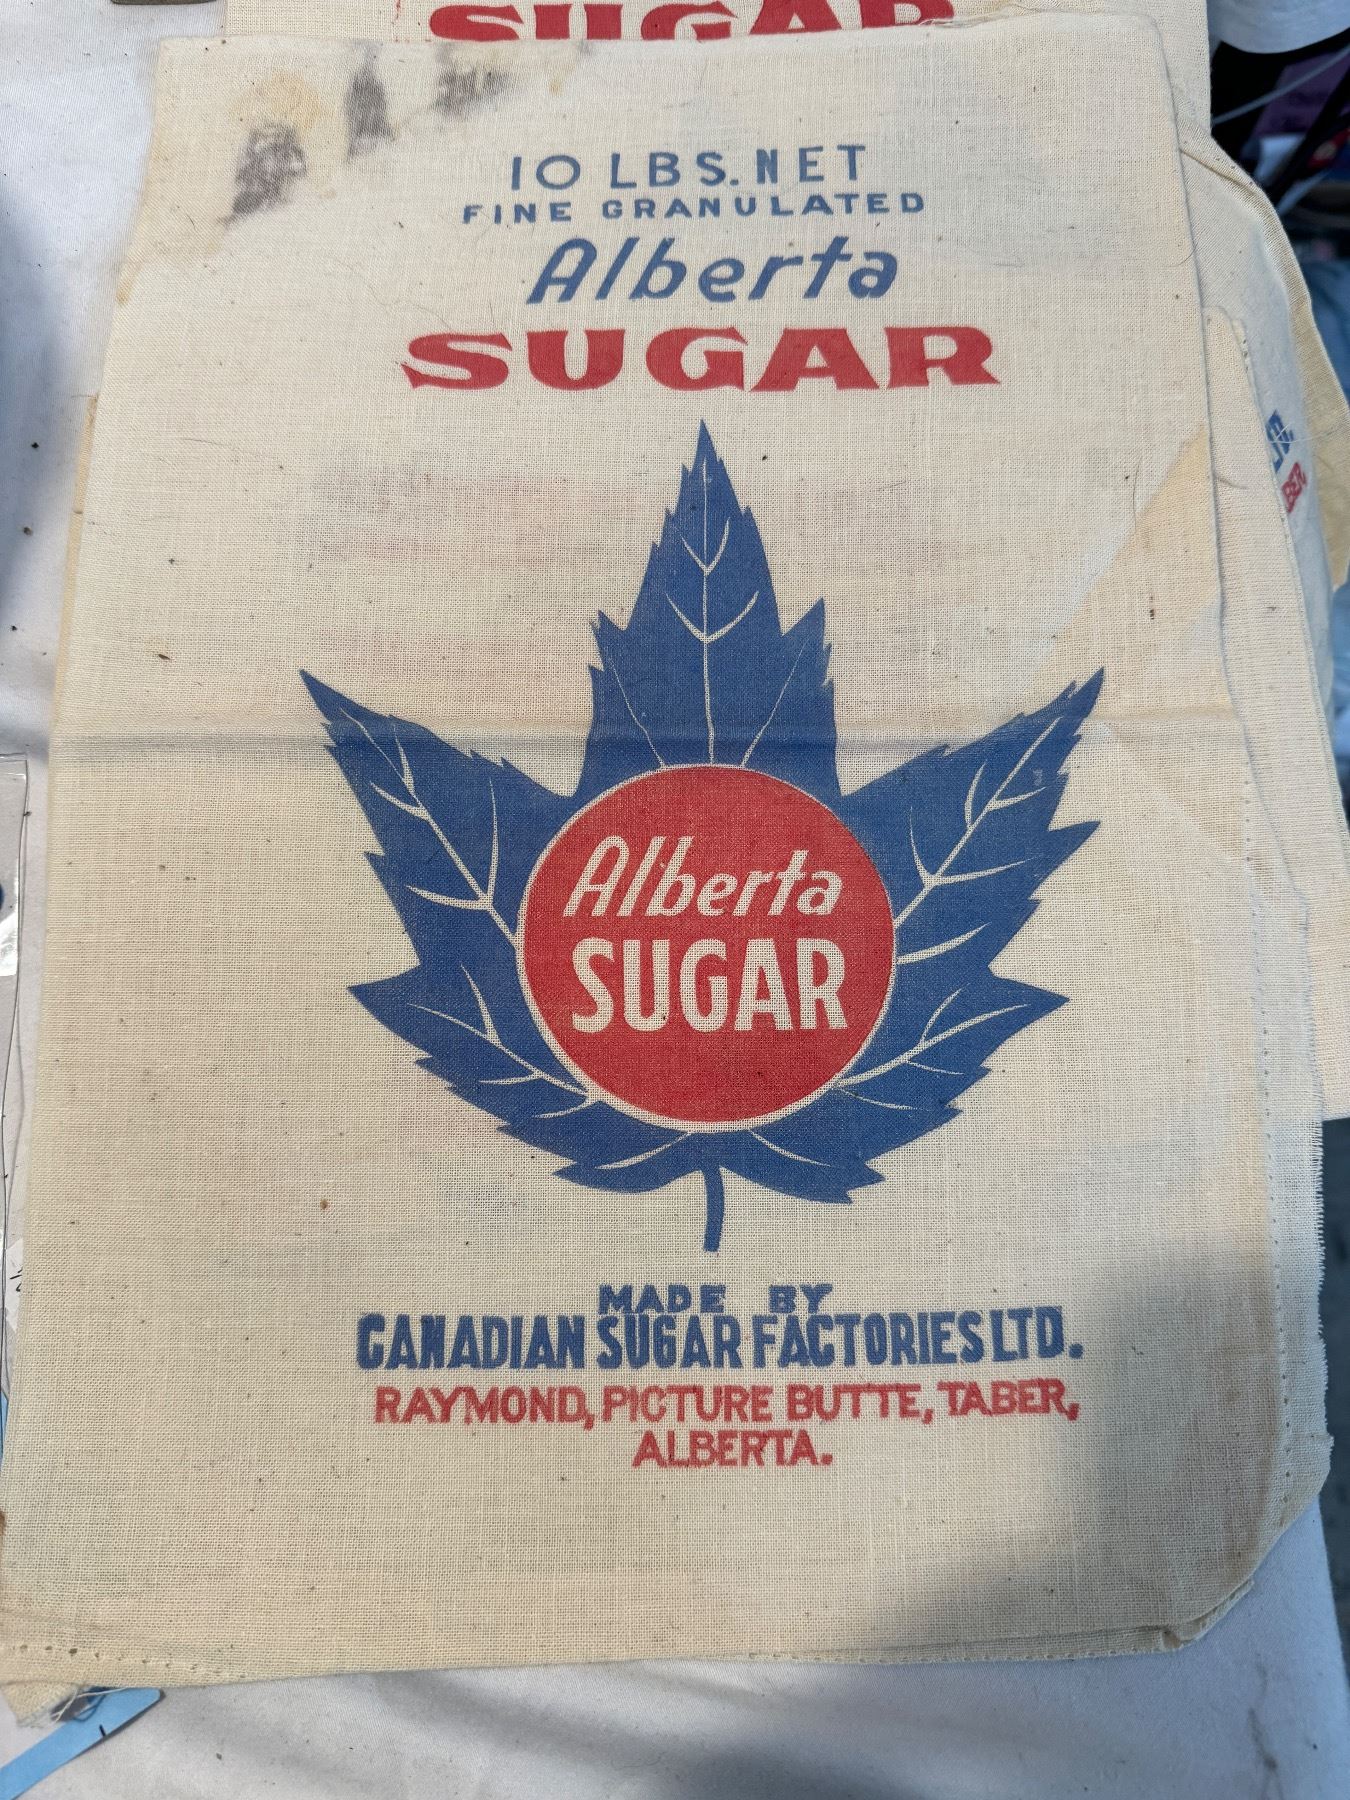 SUGAR
10 LBS. NET
FINE GRANULATED
Alberta
SUGAR
Alberta
SUGAR
MADE BY
CANADIAN SUGAR FACTORIES LTD.
RAYMOND, PICTURE BUTTE, TABER,
ALBERTA.